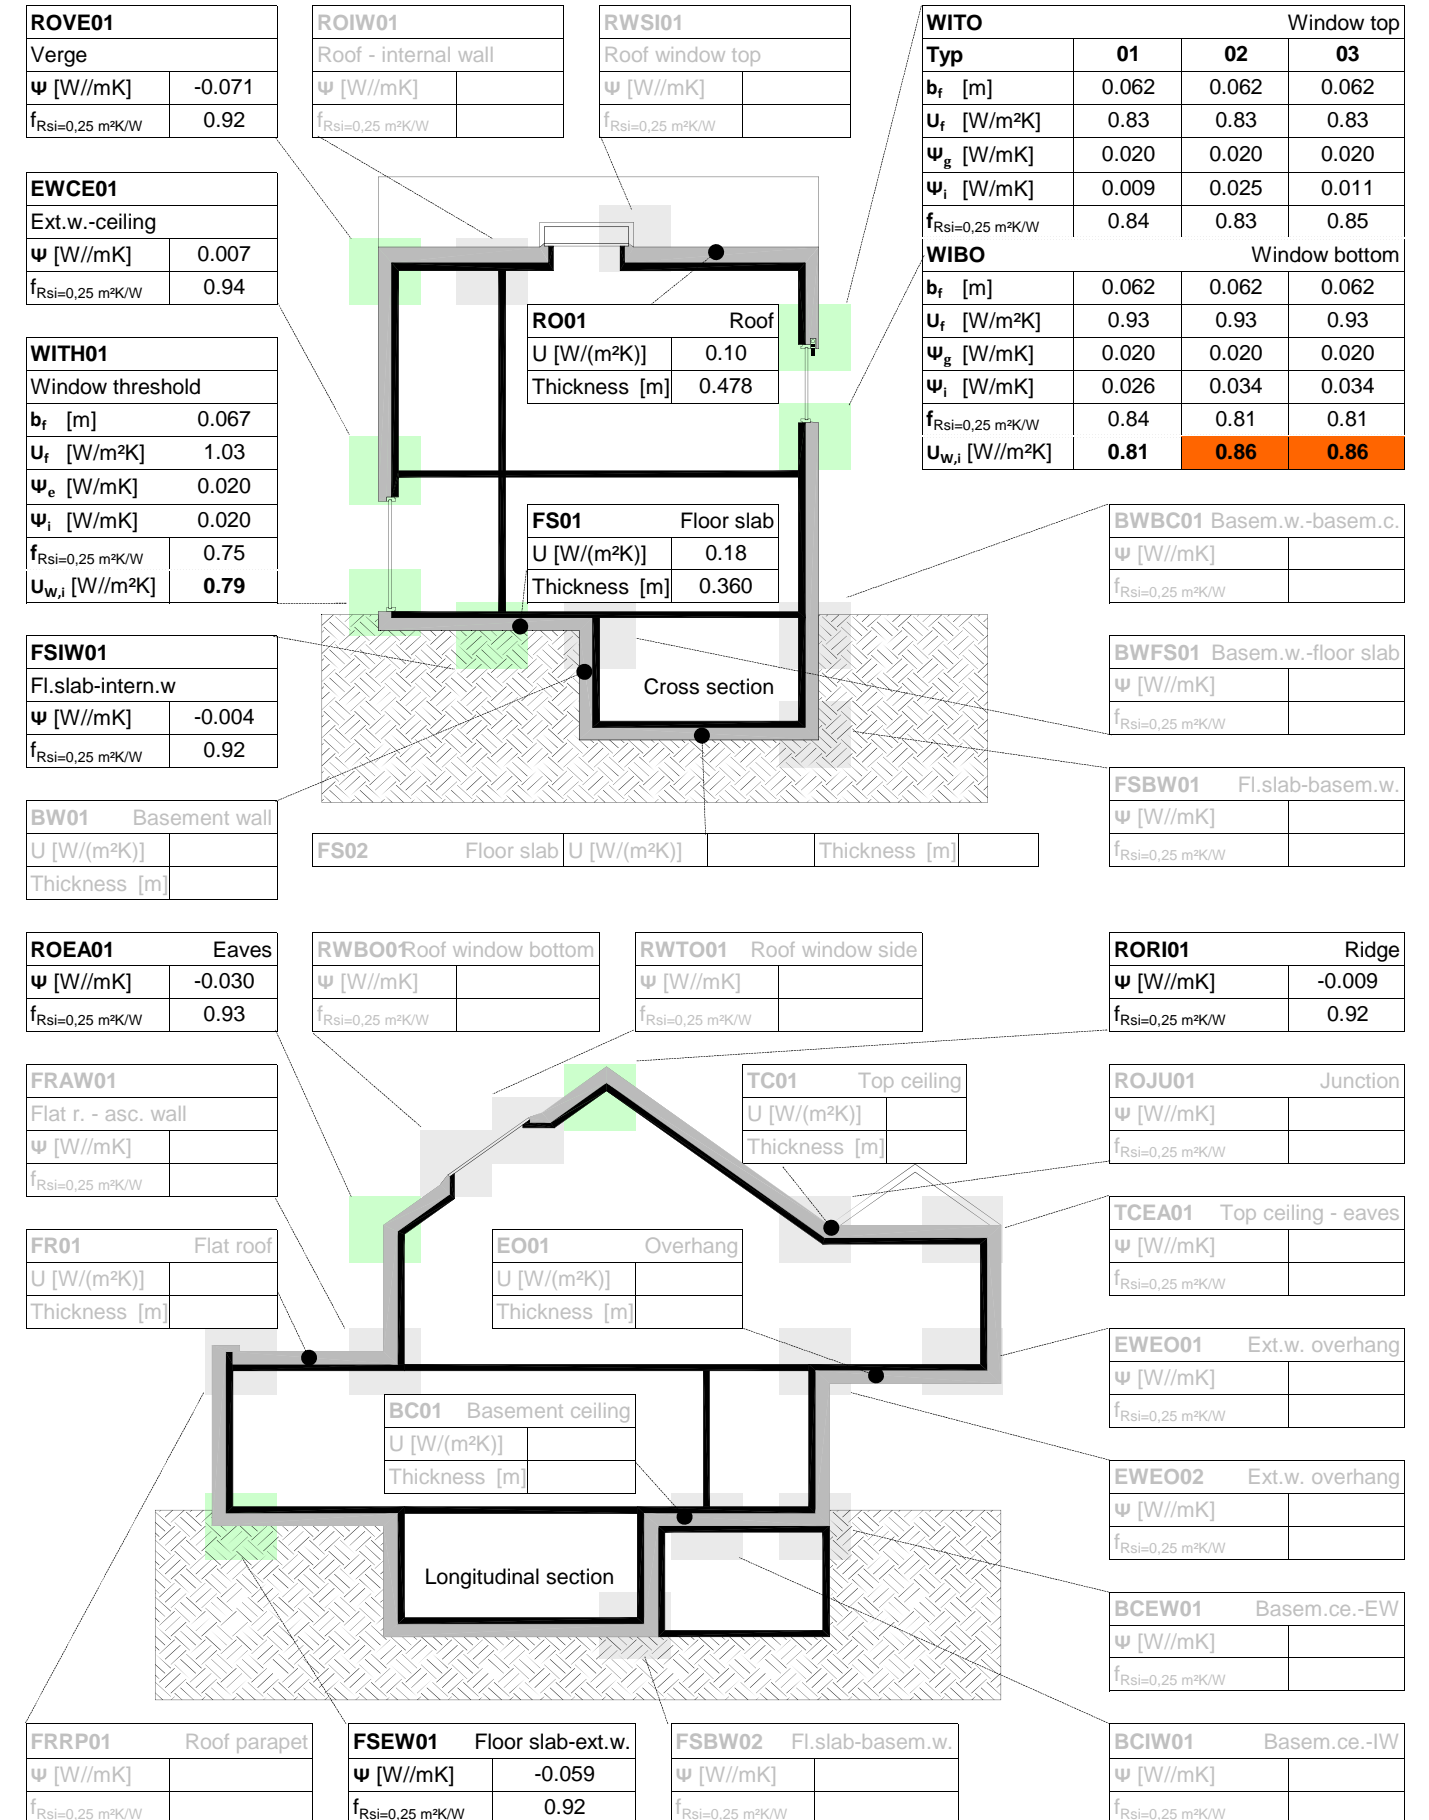 ROVE01
Verge
Ψ [W//mK] -0.071
fRsi=0,25 m²K/W 0.92
ROIW01
Roof - internal wall
Ψ [W//mK]
fRsi=0,25 m²K/W
RWSI01
Roof window top
Ψ [W//mK]
fRsi=0,25 m²K/W
WITO Window top
Typ 01 02 03
bf [m] 0.062 0.062 0.062
Uf [W/m²K] 0.83 0.83 0.83
Ψg [W/mK] 0.020 0.020 0.020
Ψi [W/mK] 0.009 0.025 0.011
fRsi=0,25 m²K/W 0.84 0.83 0.85
WIBO Window bottom
bf [m] 0.062 0.062 0.062
Uf [W/m²K] 0.93 0.93 0.93
Ψg [W/mK] 0.020 0.020 0.020
Ψi [W/mK] 0.026 0.034 0.034
fRsi=0,25 m²K/W 0.84 0.81 0.81
UW,i [W//m²K] 0.81 0.86 0.86
EWCE01
Ext.w.-ceiling
Ψ [W//mK] 0.007
fRsi=0,25 m²K/W 0.94
WITH01
Window threshold
bf [m] 0.067
Uf [W/m²K] 1.03
Ψe [W/mK] 0.020
Ψi [W/mK] 0.020
fRsi=0,25 m²K/W 0.75
UW,i [W//m²K] 0.79
RO01 Roof
U [W/(m²K)] 0.10
Thickness [m] 0.478
FS01 Floor slab
U [W/(m²K)] 0.18
Thickness [m] 0.360
BWBC01 Basem.w.-basem.c.
Ψ [W//mK]
fRsi=0,25 m²K/W
FSIW01
Fl.slab-intern.w
Ψ [W//mK] -0.004
fRsi=0,25 m²K/W 0.92
Cross section
BWFS01 Basem.w.-floor slab
Ψ [W//mK]
fRsi=0,25 m²K/W
FSBW01 Fl.slab-basem.w.
Ψ [W//mK]
fRsi=0,25 m²K/W
BW01 Basement wall
U [W/(m²K)]
Thickness [m]
FS02 Floor slab U [W/(m²K)] Thickness [m]
ROEA01 Eaves
Ψ [W//mK] -0.030
fRsi=0,25 m²K/W 0.93
RWBO01 Roof window bottom
Ψ [W//mK]
fRsi=0,25 m²K/W
RWTO01 Roof window side
Ψ [W//mK]
fRsi=0,25 m²K/W
RORI01 Ridge
Ψ [W//mK] -0.009
fRsi=0,25 m²K/W 0.92
FRAW01
Flat r. - asc. wall
Ψ [W//mK]
fRsi=0,25 m²K/W
TC01 Top ceiling
U [W/(m²K)]
Thickness [m]
ROJU01 Junction
Ψ [W//mK]
fRsi=0,25 m²K/W
FR01 Flat roof
U [W/(m²K)]
Thickness [m]
EO01 Overhang
U [W/(m²K)]
Thickness [m]
TCEA01 Top ceiling - eaves
Ψ [W//mK]
fRsi=0,25 m²K/W
EWEO01 Ext.w. overhang
Ψ [W//mK]
fRsi=0,25 m²K/W
BC01 Basement ceiling
U [W/(m²K)]
Thickness [m]
EWEO02 Ext.w. overhang
Ψ [W//mK]
fRsi=0,25 m²K/W
Longitudinal section
BCEW01 Basem.ce.-EW
Ψ [W//mK]
fRsi=0,25 m²K/W
FRRP01 Roof parapet
Ψ [W//mK]
fRsi=0,25 m²K/W
FSEW01 Floor slab-ext.w.
Ψ [W//mK] -0.059
fRsi=0,25 m²K/W 0.92
FSBW02 Fl.slab-basem.w.
Ψ [W//mK]
fRsi=0,25 m²K/W
BCIW01 Basem.ce.-IW
Ψ [W//mK]
fRsi=0,25 m²K/W